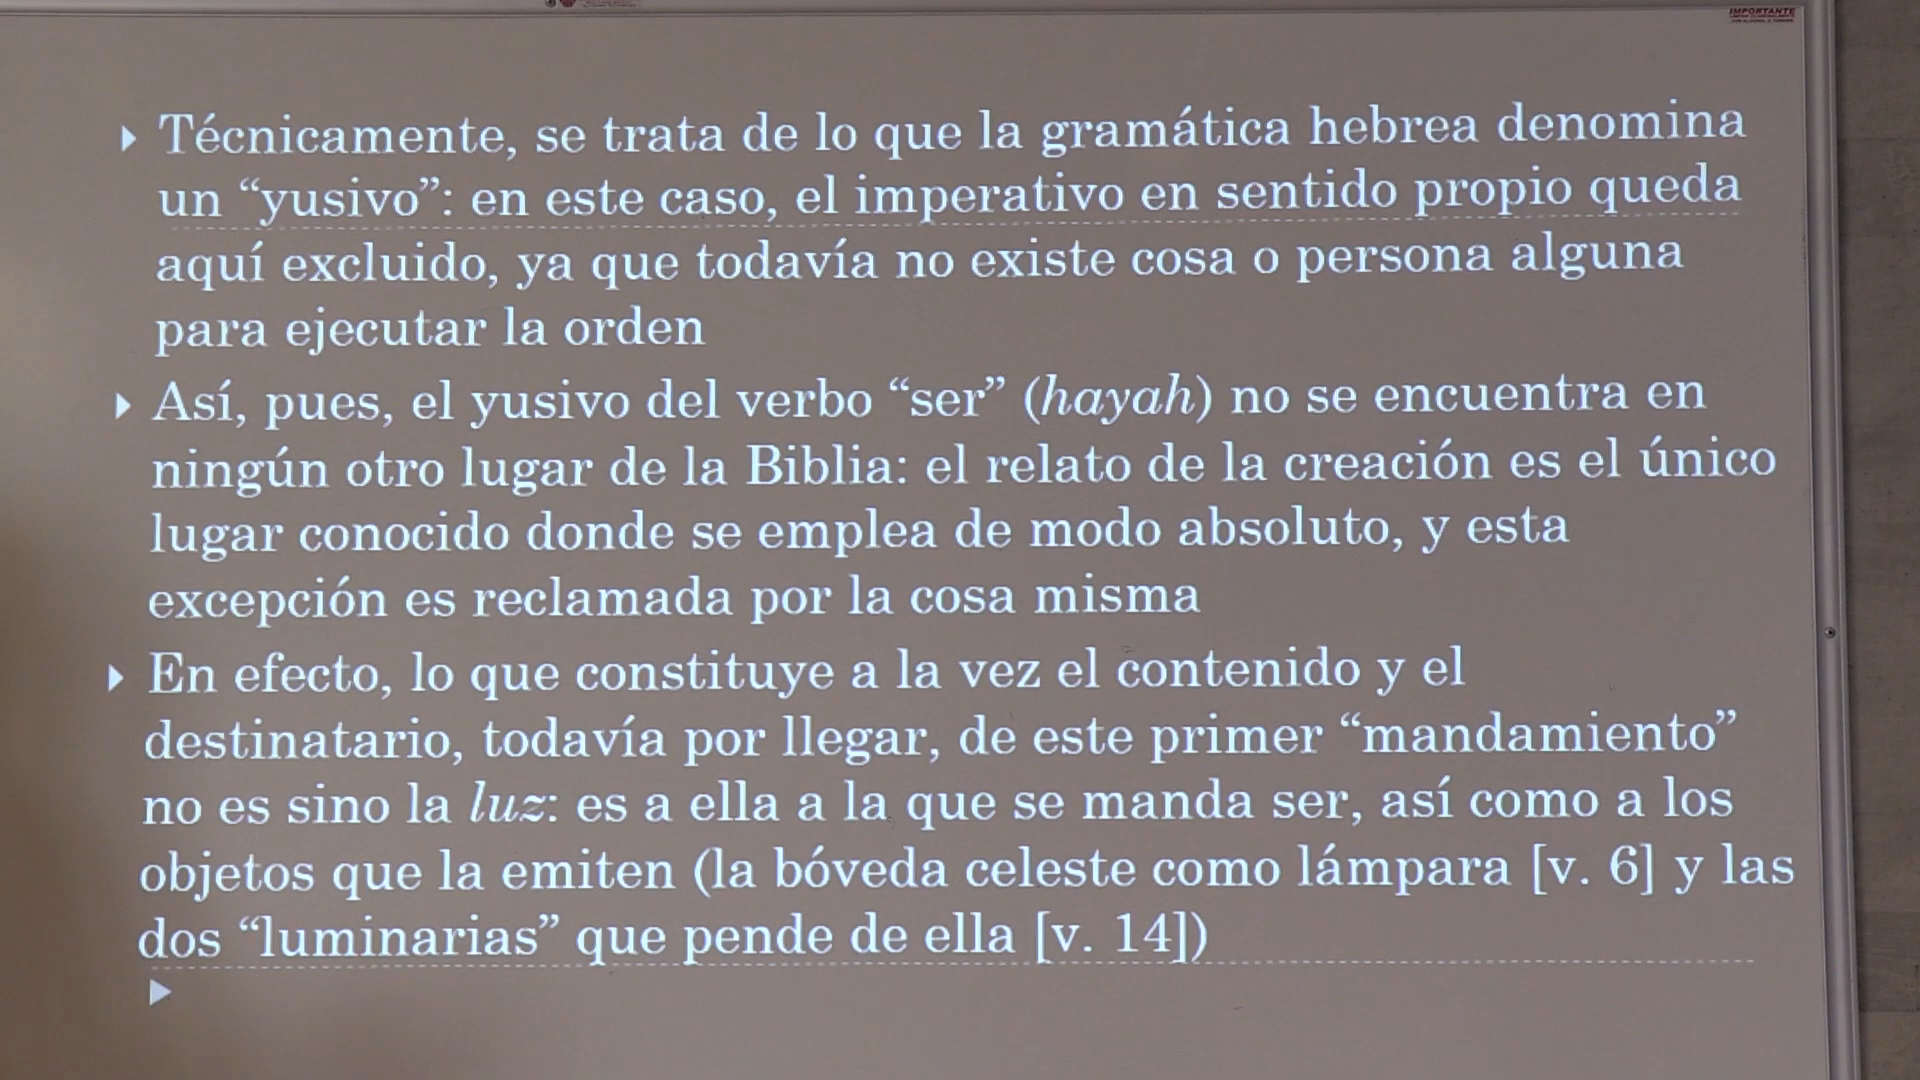 IMPORTANTE
Técnicamente, se trata de lo que la gramática hebrea denomina
un “yusivo”: en este caso, el imperativo en sentido propio queda
aquí excluido, ya que todavía no existe cosa o persona alguna
para ejecutar la orden
Así, pues, el yusivo del verbo “ser” (hayah) no se encuentra en
ningún otro lugar de la Biblia: el relato de la creación es el único
lugar conocido donde se emplea de modo absoluto, y esta
excepción es reclamada por la cosa misma
En efecto, lo que constituye a la vez el contenido y el
destinatario, todavía por llegar, de este primer “mandamiento”
no es sino la luz: es a ella a la que se manda ser, así como a los
objetos que la emiten (la bóveda celeste como lámpara [v. 6] y las
dos “luminarias” que pende de ella [v. 14])